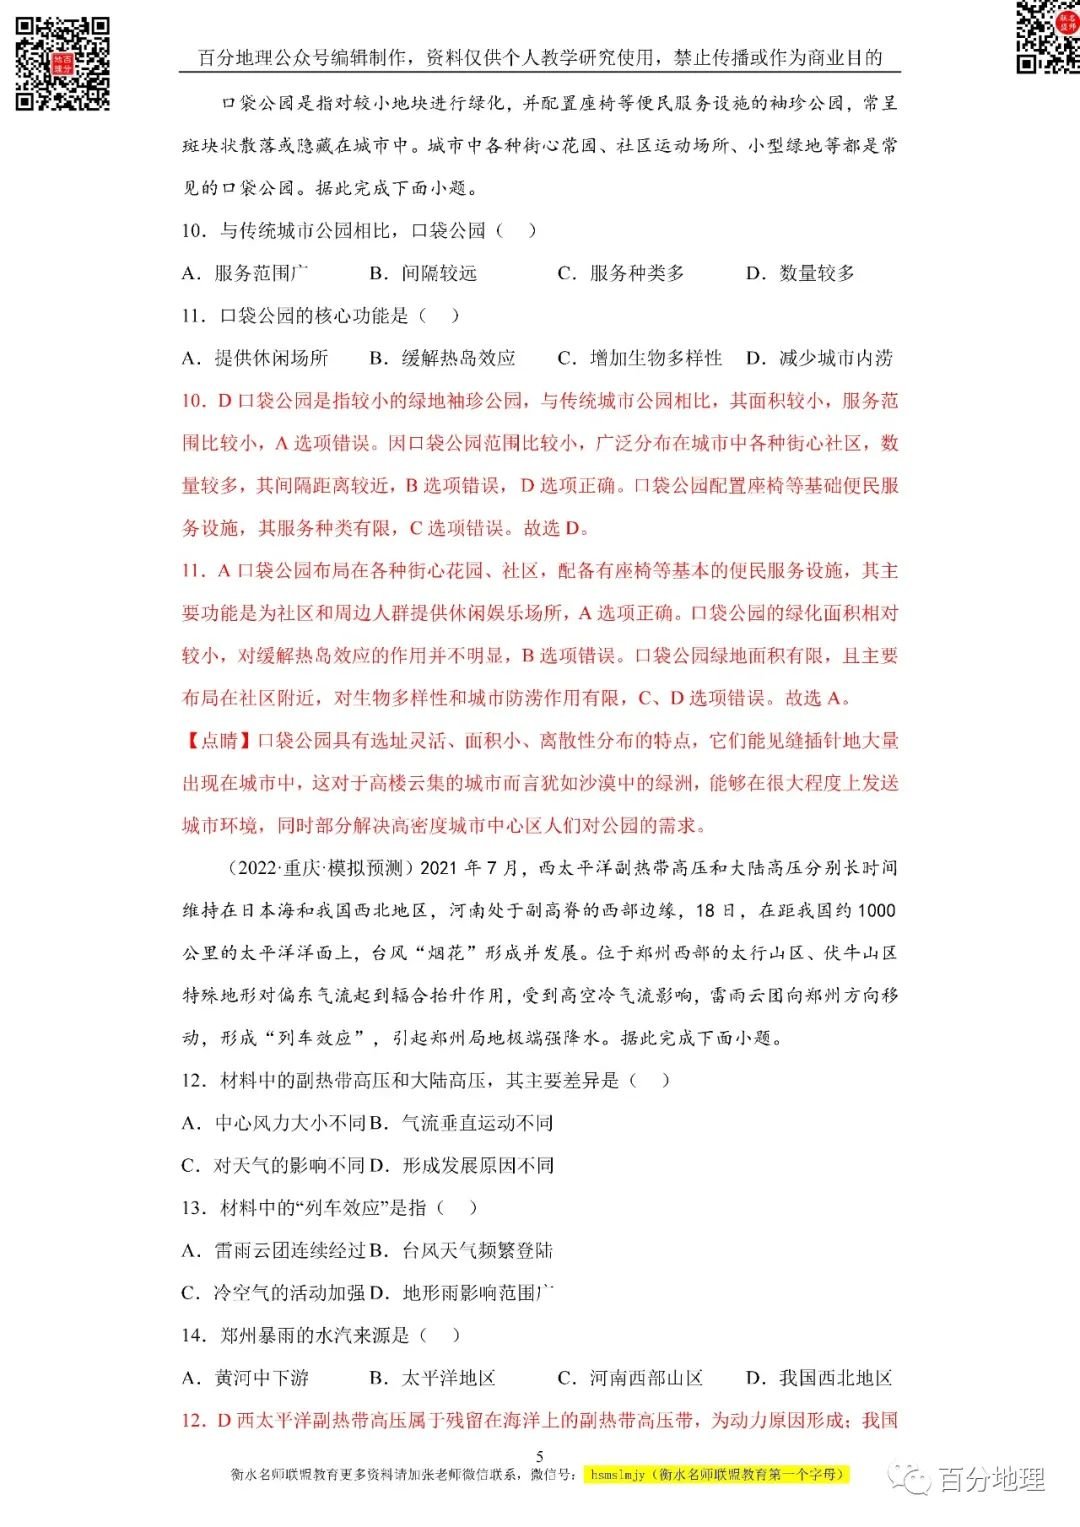 百分地理公众号编辑制作，资料仅供个人教学研究使用，禁止传播或作为商业目的
口袋公园是指对较小地块进行绿化，并配置座椅等便民服务设施的袖珍公园，常呈
斑块状散落或隐藏在城市中。城市中各种街心花园、社区运动场所、小型绿地等都是常
见的口袋公园。据此完成下面小题。
10．与传统城市公园相比，口袋公园（　）
A．服务范围广　B．间隔较远　C．服务种类多　D．数量较多
11．口袋公园的核心功能是（　）
A．提供休闲场所　B．缓解热岛效应　C．增加生物多样性　D．减少城市内涝
10．D 口袋公园是指较小的绿地袖珍公园，与传统城市公园相比，其面积较小，服务范
围比较小，A 选项错误。因口袋公园范围比较小，广泛分布在城市中各种街心社区，数
量较多，其间隔距离较近，B 选项错误， D 选项正确。口袋公园配置座椅等基础便民服
务设施，其服务种类有限，C 选项错误。故选 D。
11．A 口袋公园布局在各种街心花园、社区，配备有座椅等基本的便民服务设施，其主
要功能是为社区和周边人群提供休闲娱乐场所，A 选项正确。口袋公园的绿化面积相对
较小，对缓解热岛效应的作用并不明显，B 选项错误。口袋公园绿地面积有限，且主要
布局在社区附近，对生物多样性和城市防涝作用有限，C、D 选项错误。故选 A。
【点睛】口袋公园具有选址灵活、面积小、离散性分布的特点，它们能见缝插针地大量
出现在城市中，这对于高楼云集的城市而言犹如沙漠中的绿洲，能够在很大程度上发送
城市环境，同时部分解决高密度城市中心区人们对公园的需求。
（2022·重庆·模拟预测）2021 年 7 月，西太平洋副热带高压和大陆高压分别长时间
维持在日本海和我国西北地区，河南处于副高脊的西部边缘，18 日，在距我国约 1000
公里的太平洋洋面上，台风“烟花”形成并发展。位于郑州西部的太行山区、伏牛山区
特殊地形对偏东气流起到辐合抬升作用，受到高空冷气流影响，雷雨云团向郑州方向移
动，形成“列车效应”，引起郑州局地极端强降水。据此完成下面小题。
12．材料中的副热带高压和大陆高压，其主要差异是（　）
A．中心风力大小不同 B．气流垂直运动不同
C．对天气的影响不同 D．形成发展原因不同
13．材料中的“列车效应”是指（　）
A．雷雨云团连续经过 B．台风天气频繁登陆
C．冷空气的活动加强 D．地形雨影响范围广
14．郑州暴雨的水汽来源是（　）
A．黄河中下游　B．太平洋地区　C．河南西部山区　D．我国西北地区
12．D 西太平洋副热带高压属于残留在海洋上的副热带高压带，为动力原因形成；我国
5
衡水名师联盟教育更多资料请加张老师微信联系，微信号： hsmslmjy（衡水名师联盟教育第一个字母）
百分地理